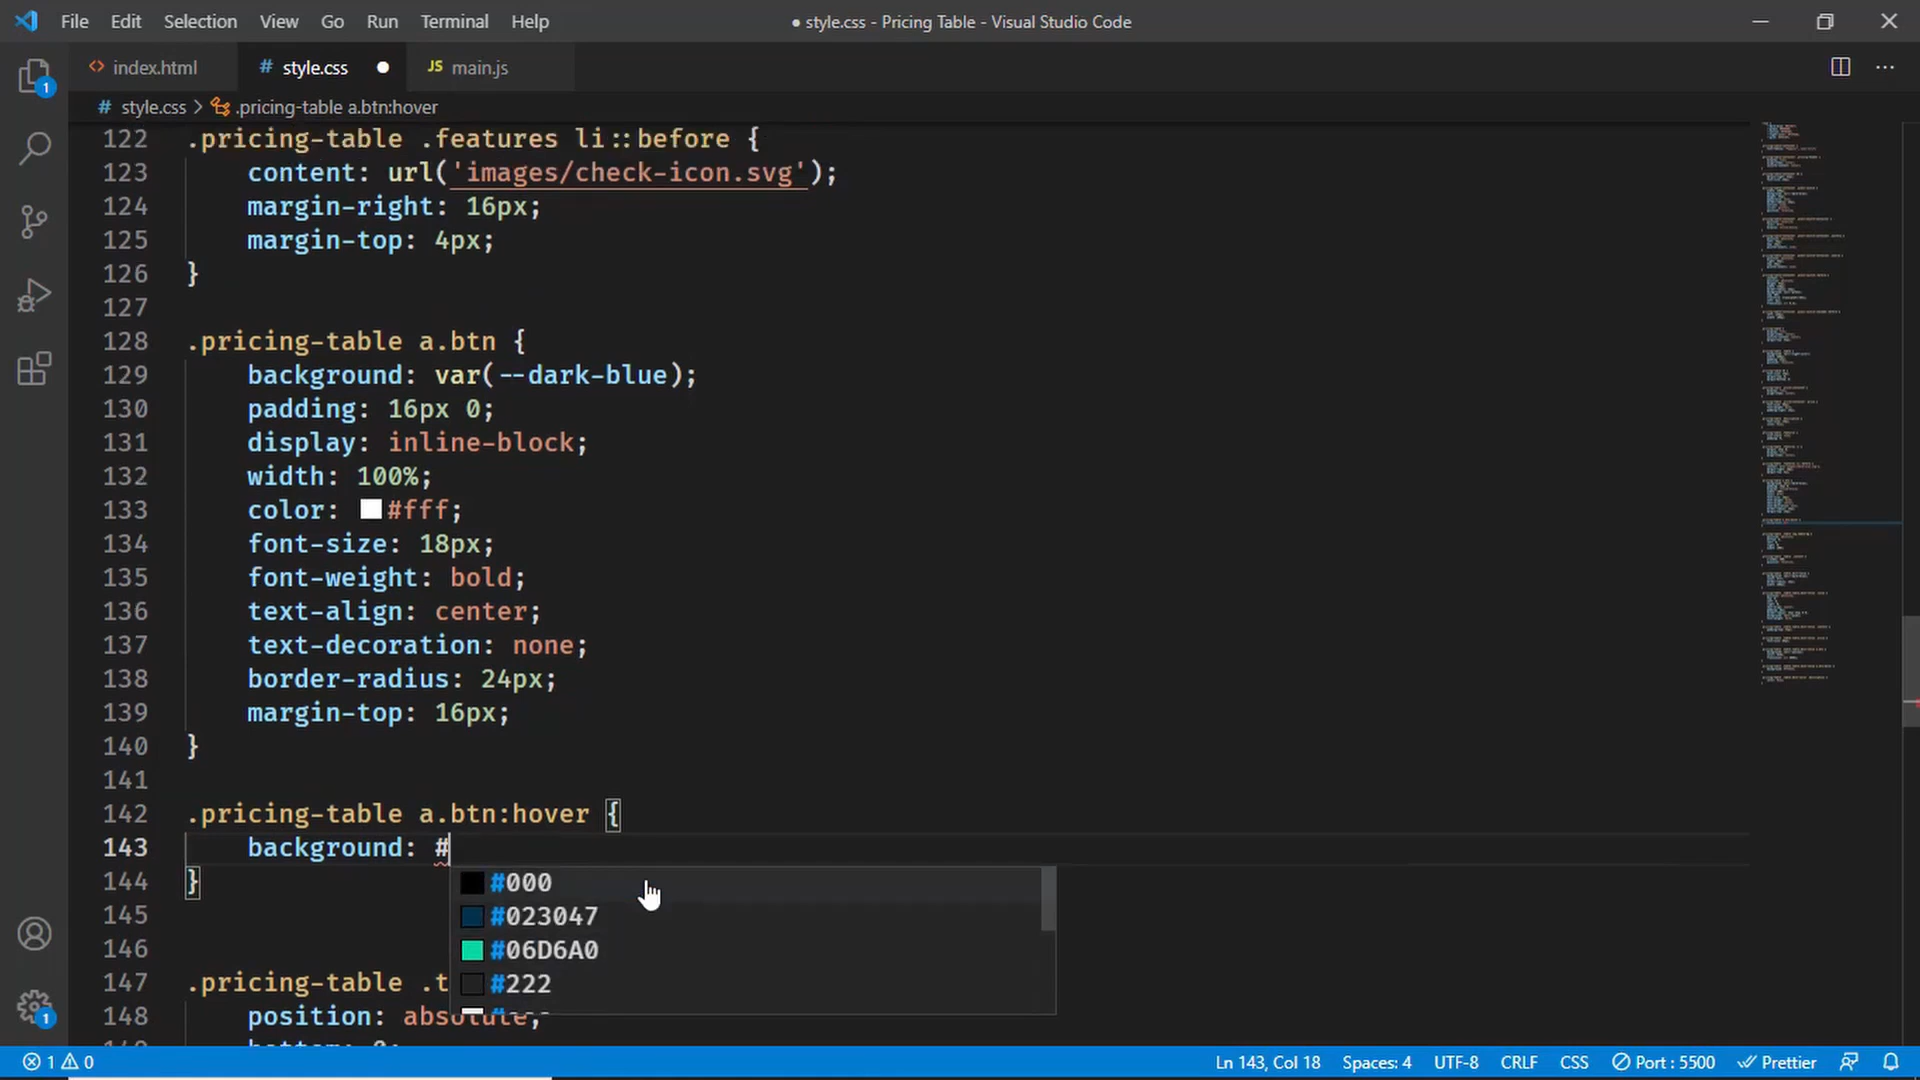 File Edit Selection View Go Run Terminal Help ● style.css - Pricing Table - Visual Studio Code
<> index.html # style.css ● JS main.js ···
# style.css > .pricing-table a.btn:hover
122 .pricing-table .features li::before {
123 content: url('images/check-icon.svg');
124 margin-right: 16px;
125 margin-top: 4px;
126 }
127
128 .pricing-table a.btn {
129 background: var(--dark-blue);
130 padding: 16px 0;
131 display: inline-block;
132 width: 100%;
133 color: #fff;
134 font-size: 18px;
135 font-weight: bold;
136 text-align: center;
137 text-decoration: none;
138 border-radius: 24px;
139 margin-top: 16px;
140 }
141
142 .pricing-table a.btn:hover {
143 background: #
144 }
#000
145
#023047
146
#06D6A0
147 .pricing-table .t
#222
148 position: absolute;
1
1
1 0 Ln 143, Col 18 Spaces: 4 UTF-8 CRLF CSS Port : 5500 Prettier